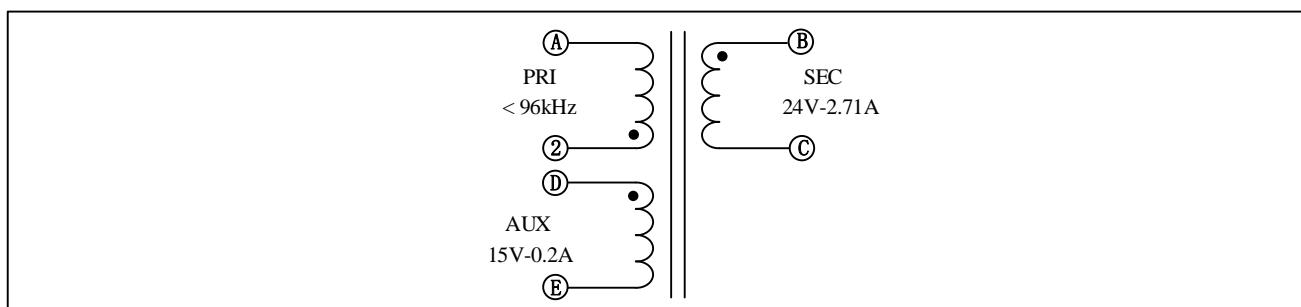 A
B
PRI
SEC
< 96kHz
24V-2.71A
2
C
D
AUX
15V-0.2A
E